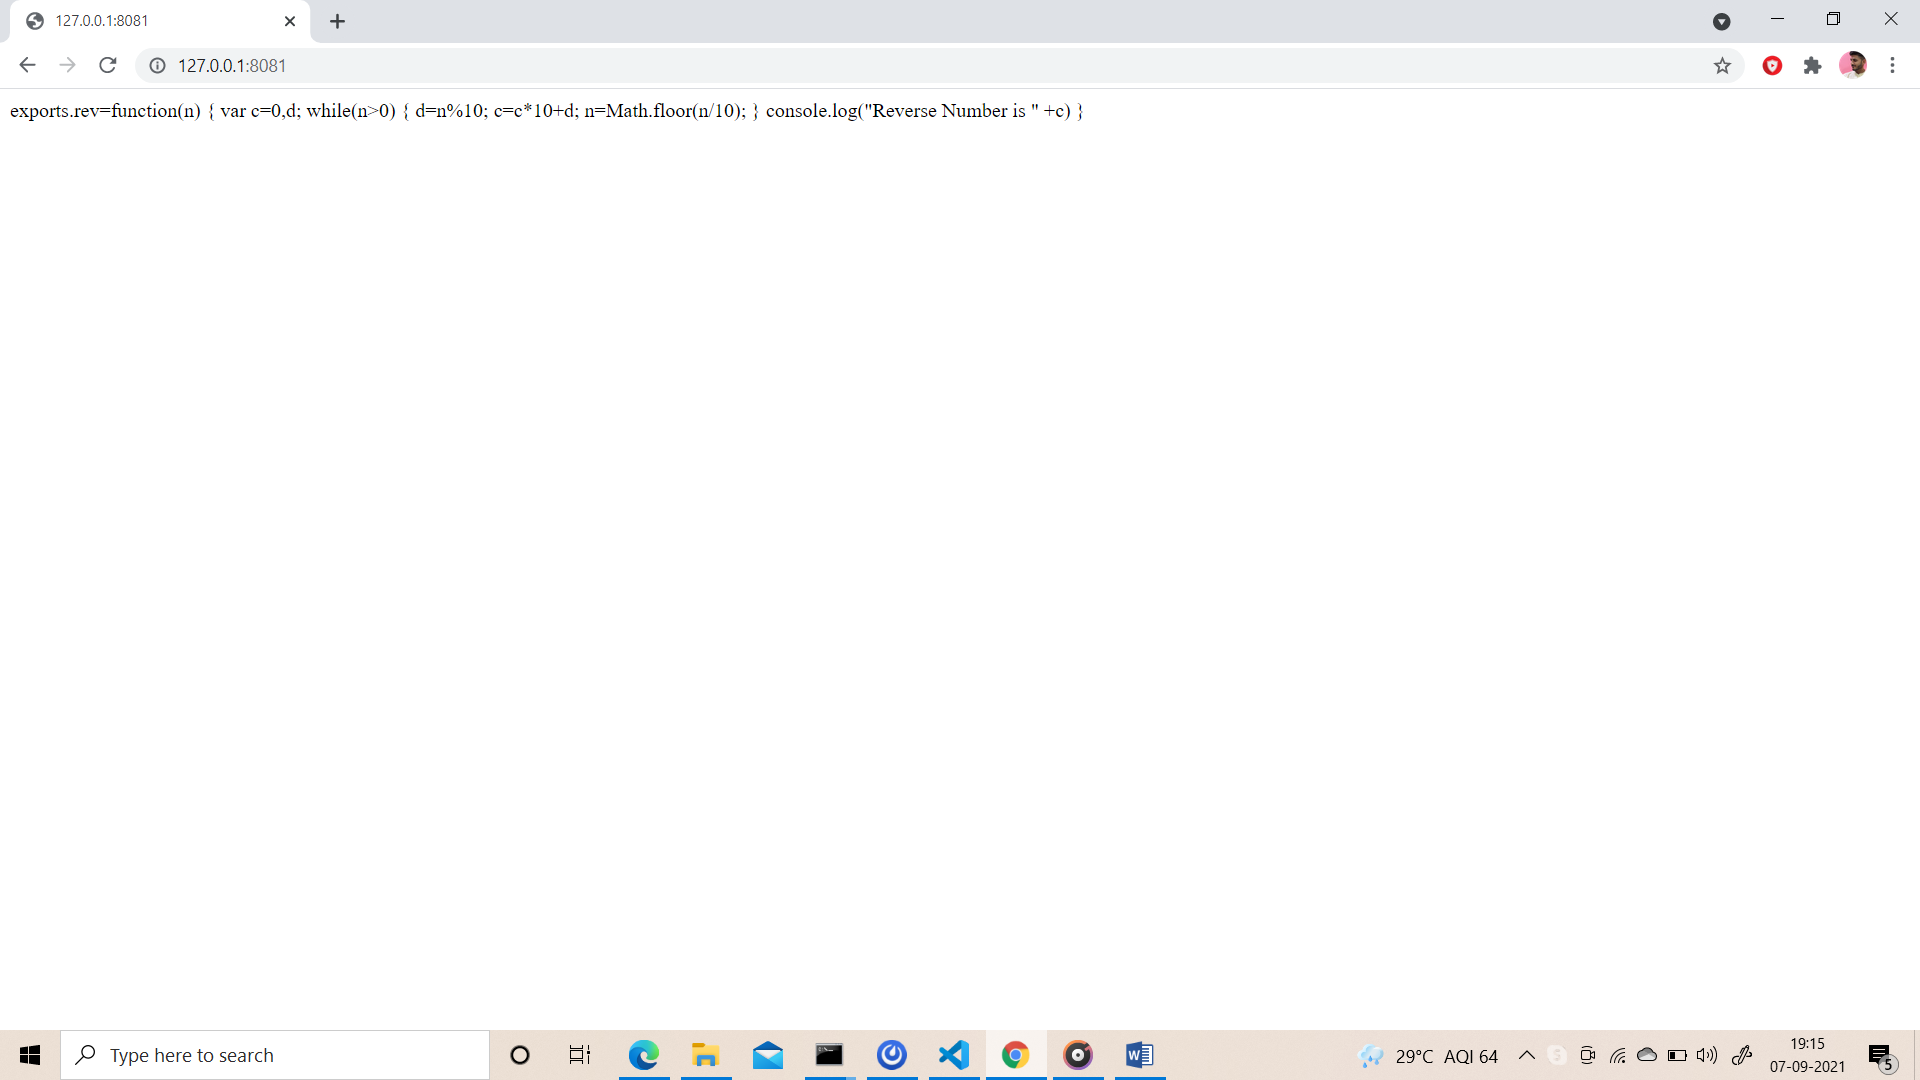 127.0.0.1:8081
127.0.0.1:8081
exports.rev=function(n) { var c=0,d; while(n>0) { d=n%10; c=c*10+d; n=Math.floor(n/10); } console.log("Reverse Number is " +c) }
Type here to search
29°C AQI 64
19:15
07-09-2021
5